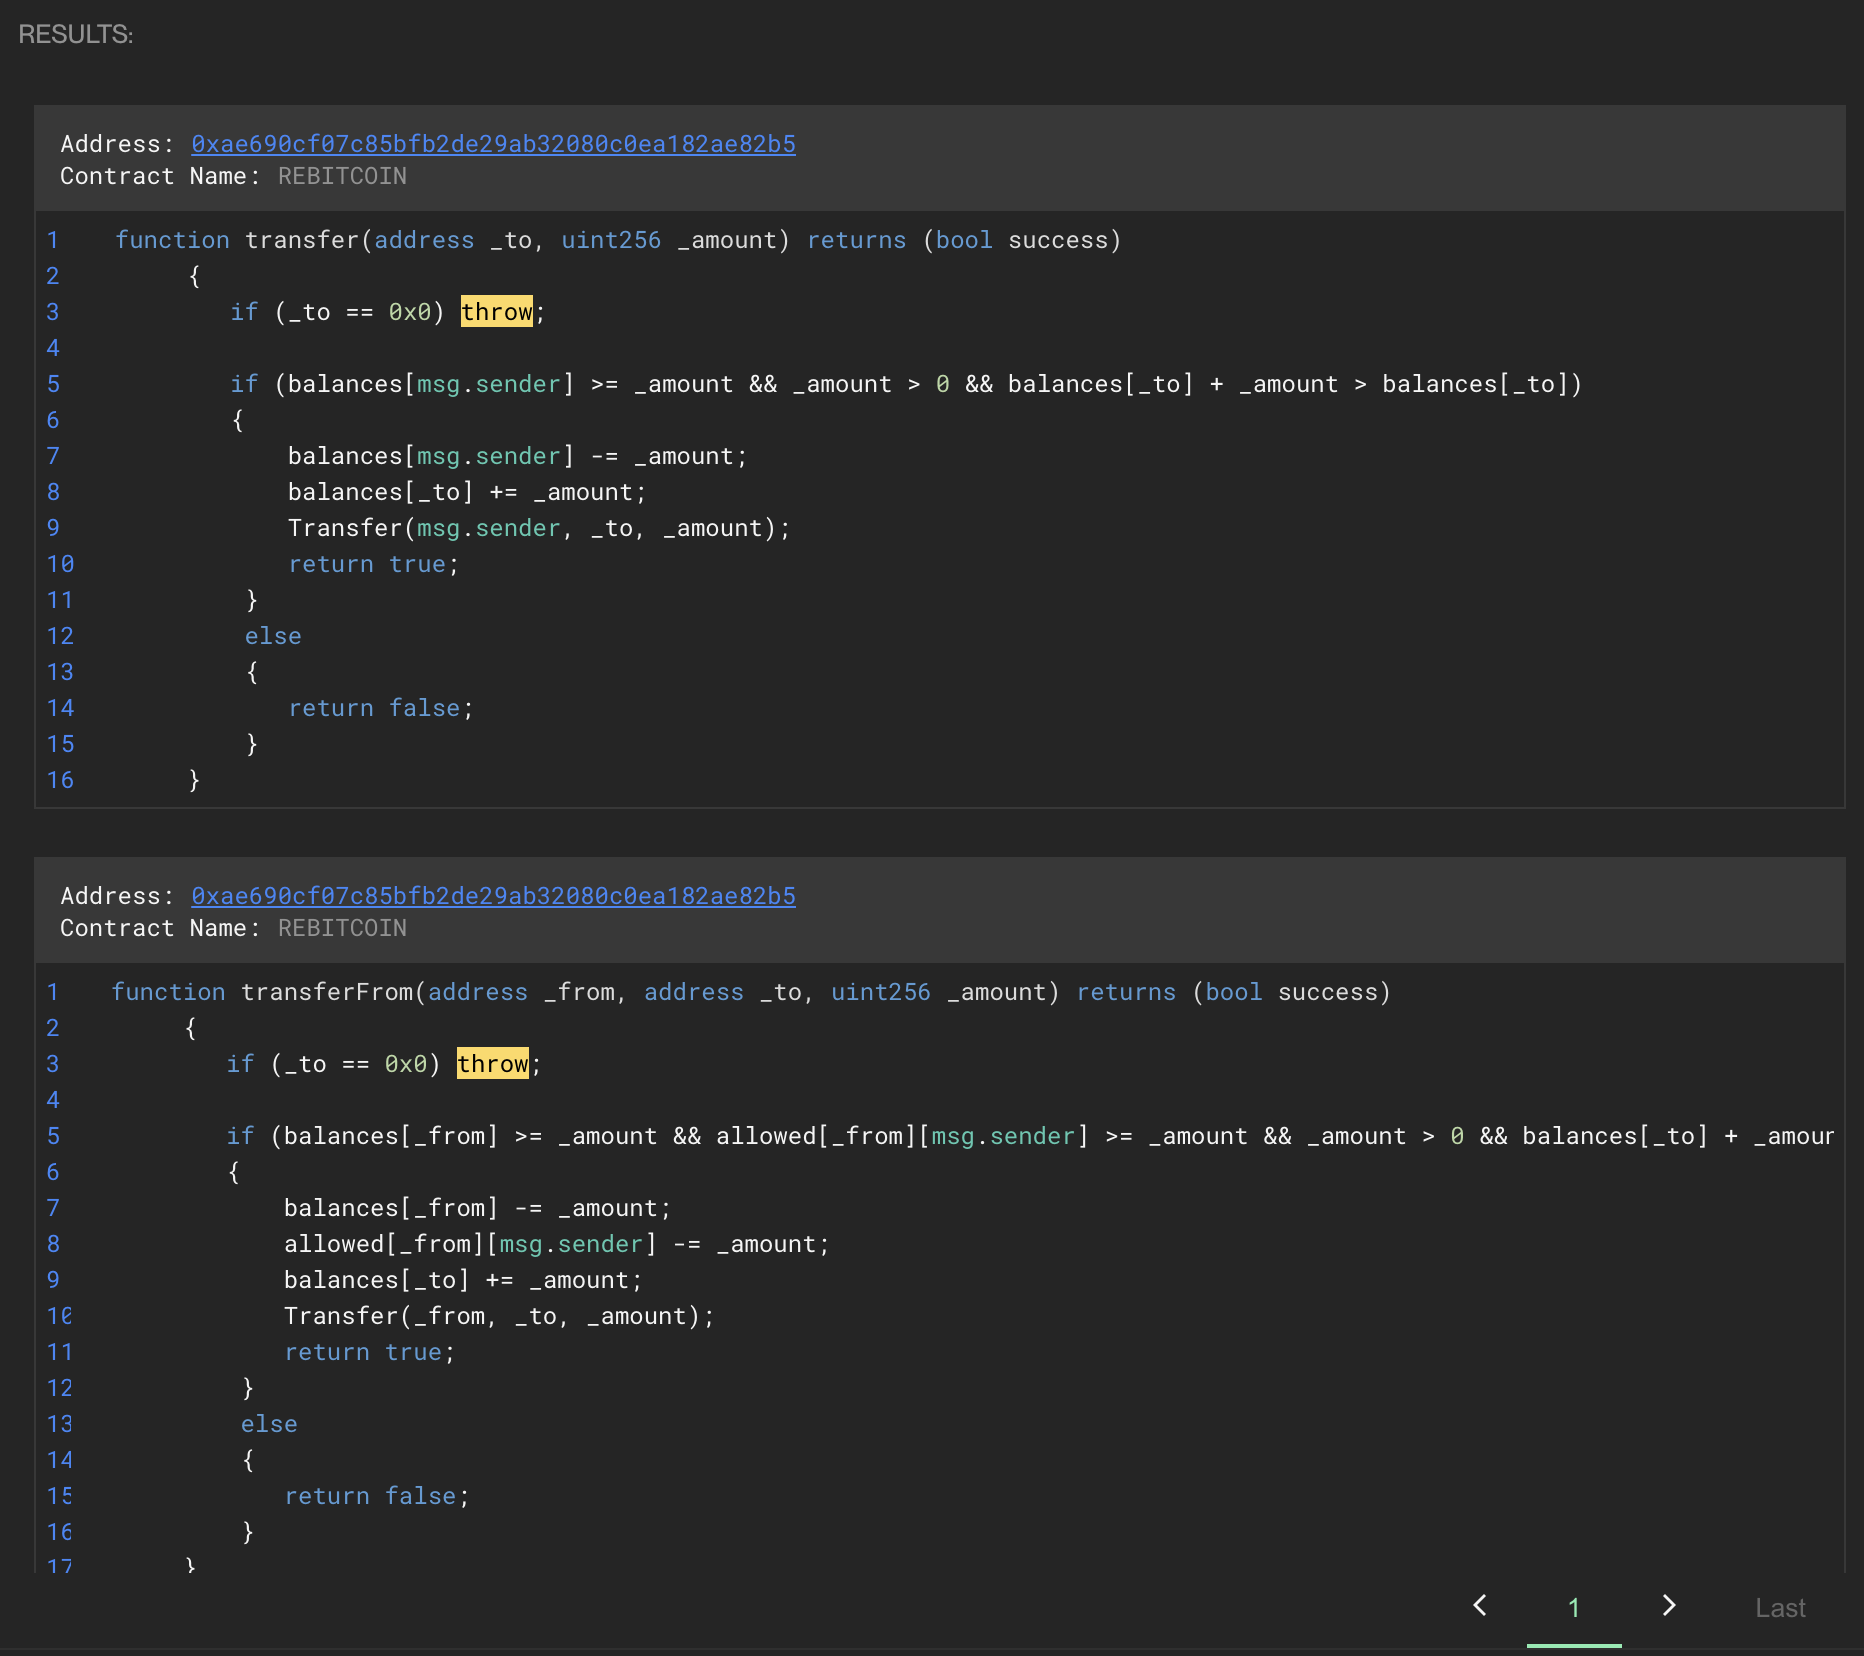 RESULTS:
Address: 0xae690cf07c85bfb2de29ab32080c0ea182ae82b5
Contract Name: REBITCOIN
1 function transfer(address _to, uint256 _amount) returns (bool success)
2 {
3 if (_to == 0x0) throw;
4
5 if (balances[msg.sender] >= _amount && _amount > 0 && balances[_to] + _amount > balances[_to])
6 {
7 balances[msg.sender] -= _amount;
8 balances[_to] += _amount;
9 Transfer(msg.sender, _to, _amount);
10 return true;
11 }
12 else
13 {
14 return false;
15 }
16 }
Address: 0xae690cf07c85bfb2de29ab32080c0ea182ae82b5
Contract Name: REBITCOIN
1 function transferFrom(address _from, address _to, uint256 _amount) returns (bool success)
2 {
3 if (_to == 0x0) throw;
4
5 if (balances[_from] >= _amount && allowed[_from][msg.sender] >= _amount && _amount > 0 && balances[_to] + _amour
6 {
7 balances[_from] -= _amount;
8 allowed[_from][msg.sender] -= _amount;
9 balances[_to] += _amount;
10 Transfer(_from, _to, _amount);
11 return true;
12 }
13 else
14 {
15 return false;
16 }
17 }
< 1 > Last